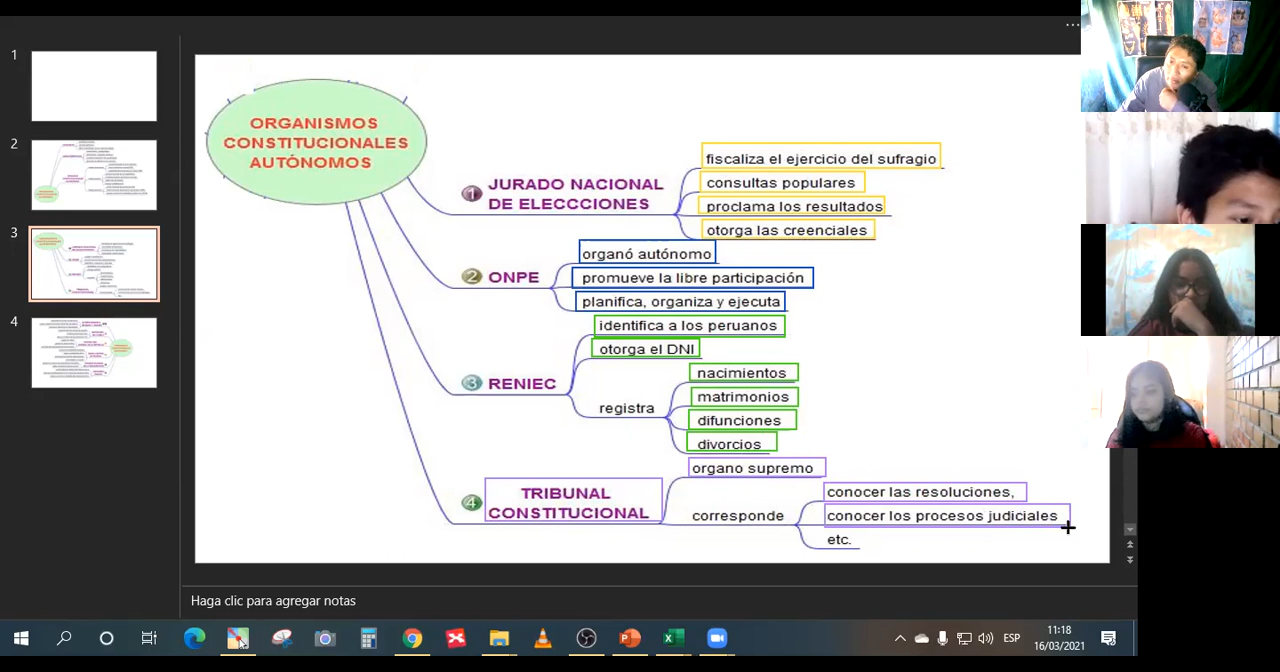 1
2
3
4
ORGANISMOS
CONSTITUCIONALES
AUTÓNOMOS
1 JURADO NACIONAL
DE ELECCCIONES
fiscaliza el ejercicio del sufragio
consultas populares
proclama los resultados
otorga las creenciales
2 ONPE
organó autónomo
promueve la libre participación
planifica, organiza y ejecuta
3 RENIEC
identifica a los peruanos
otorga el DNI
registra
nacimientos
matrimonios
difunciones
divorcios
4 TRIBUNAL
CONSTITUCIONAL
organo supremo
corresponde
conocer las resoluciones,
conocer los procesos judiciales
etc.
Haga clic para agregar notas
ESP
11:18
16/03/2021